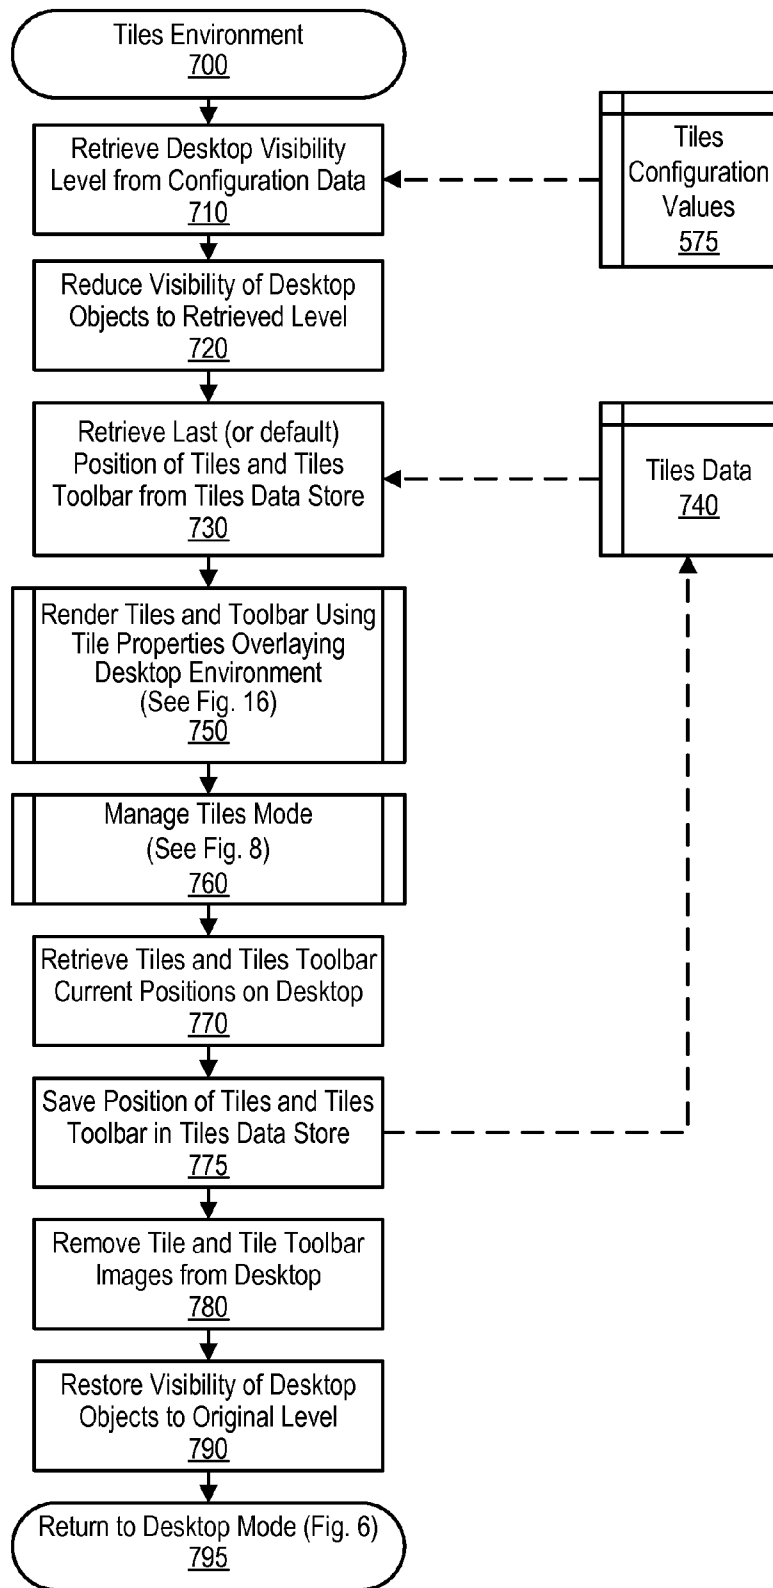 Tiles Environment
700
Retrieve Desktop Visibility
Level from Configuration Data
710
Tiles
Configuration
Values
575
Reduce Visibility of Desktop
Objects to Retrieved Level
720
Retrieve Last (or default)
Position of Tiles and Tiles
Toolbar from Tiles Data Store
730
Tiles Data
740
Render Tiles and Toolbar Using
Tile Properties Overlaying
Desktop Environment
(See Fig. 16)
750
Manage Tiles Mode
(See Fig. 8)
760
Retrieve Tiles and Tiles Toolbar
Current Positions on Desktop
770
Save Position of Tiles and Tiles
Toolbar in Tiles Data Store
775
Remove Tile and Tile Toolbar
Images from Desktop
780
Restore Visibility of Desktop
Objects to Original Level
790
Return to Desktop Mode (Fig. 6)
795